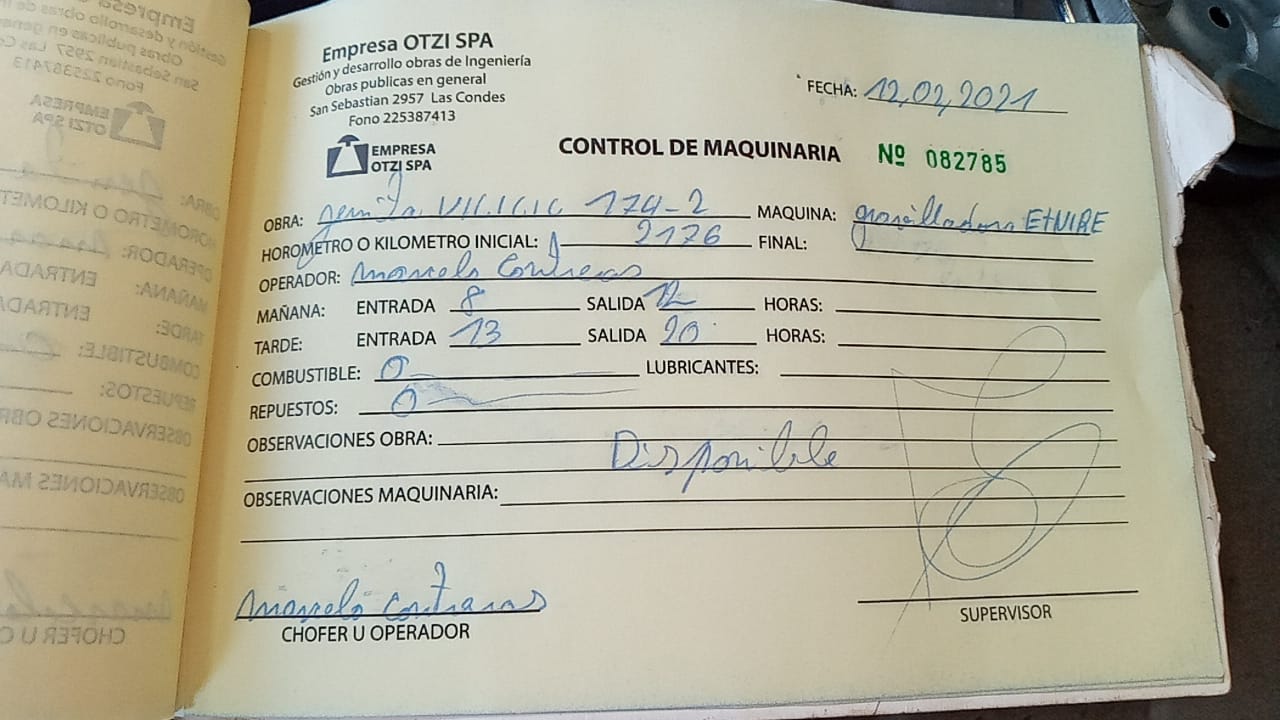 Empresa OTZI SPA
Gestión y desarrollo obras de Ingeniería
Obras publicas en general
San Sebastian 2957 Las Condes
Fono 225387413
EMPRESA
OTZI SPA
FECHA: 12,02,2021
CONTROL DE MAQUINARIA Nº 082785
OBRA: 174-2 MAQUINA: gravilladora ETNIRE
HOROMETRO O KILOMETRO INICIAL: 2176 FINAL:
OPERADOR: Marcelo Contreras
MAÑANA: ENTRADA 8 SALIDA 12 HORAS:
TARDE: ENTRADA 13 SALIDA 20 HORAS:
COMBUSTIBLE: 0 LUBRICANTES:
REPUESTOS: 0
OBSERVACIONES OBRA:
Disponible
OBSERVACIONES MAQUINARIA:
Marcelo Contreras
CHOFER U OPERADOR
SUPERVISOR